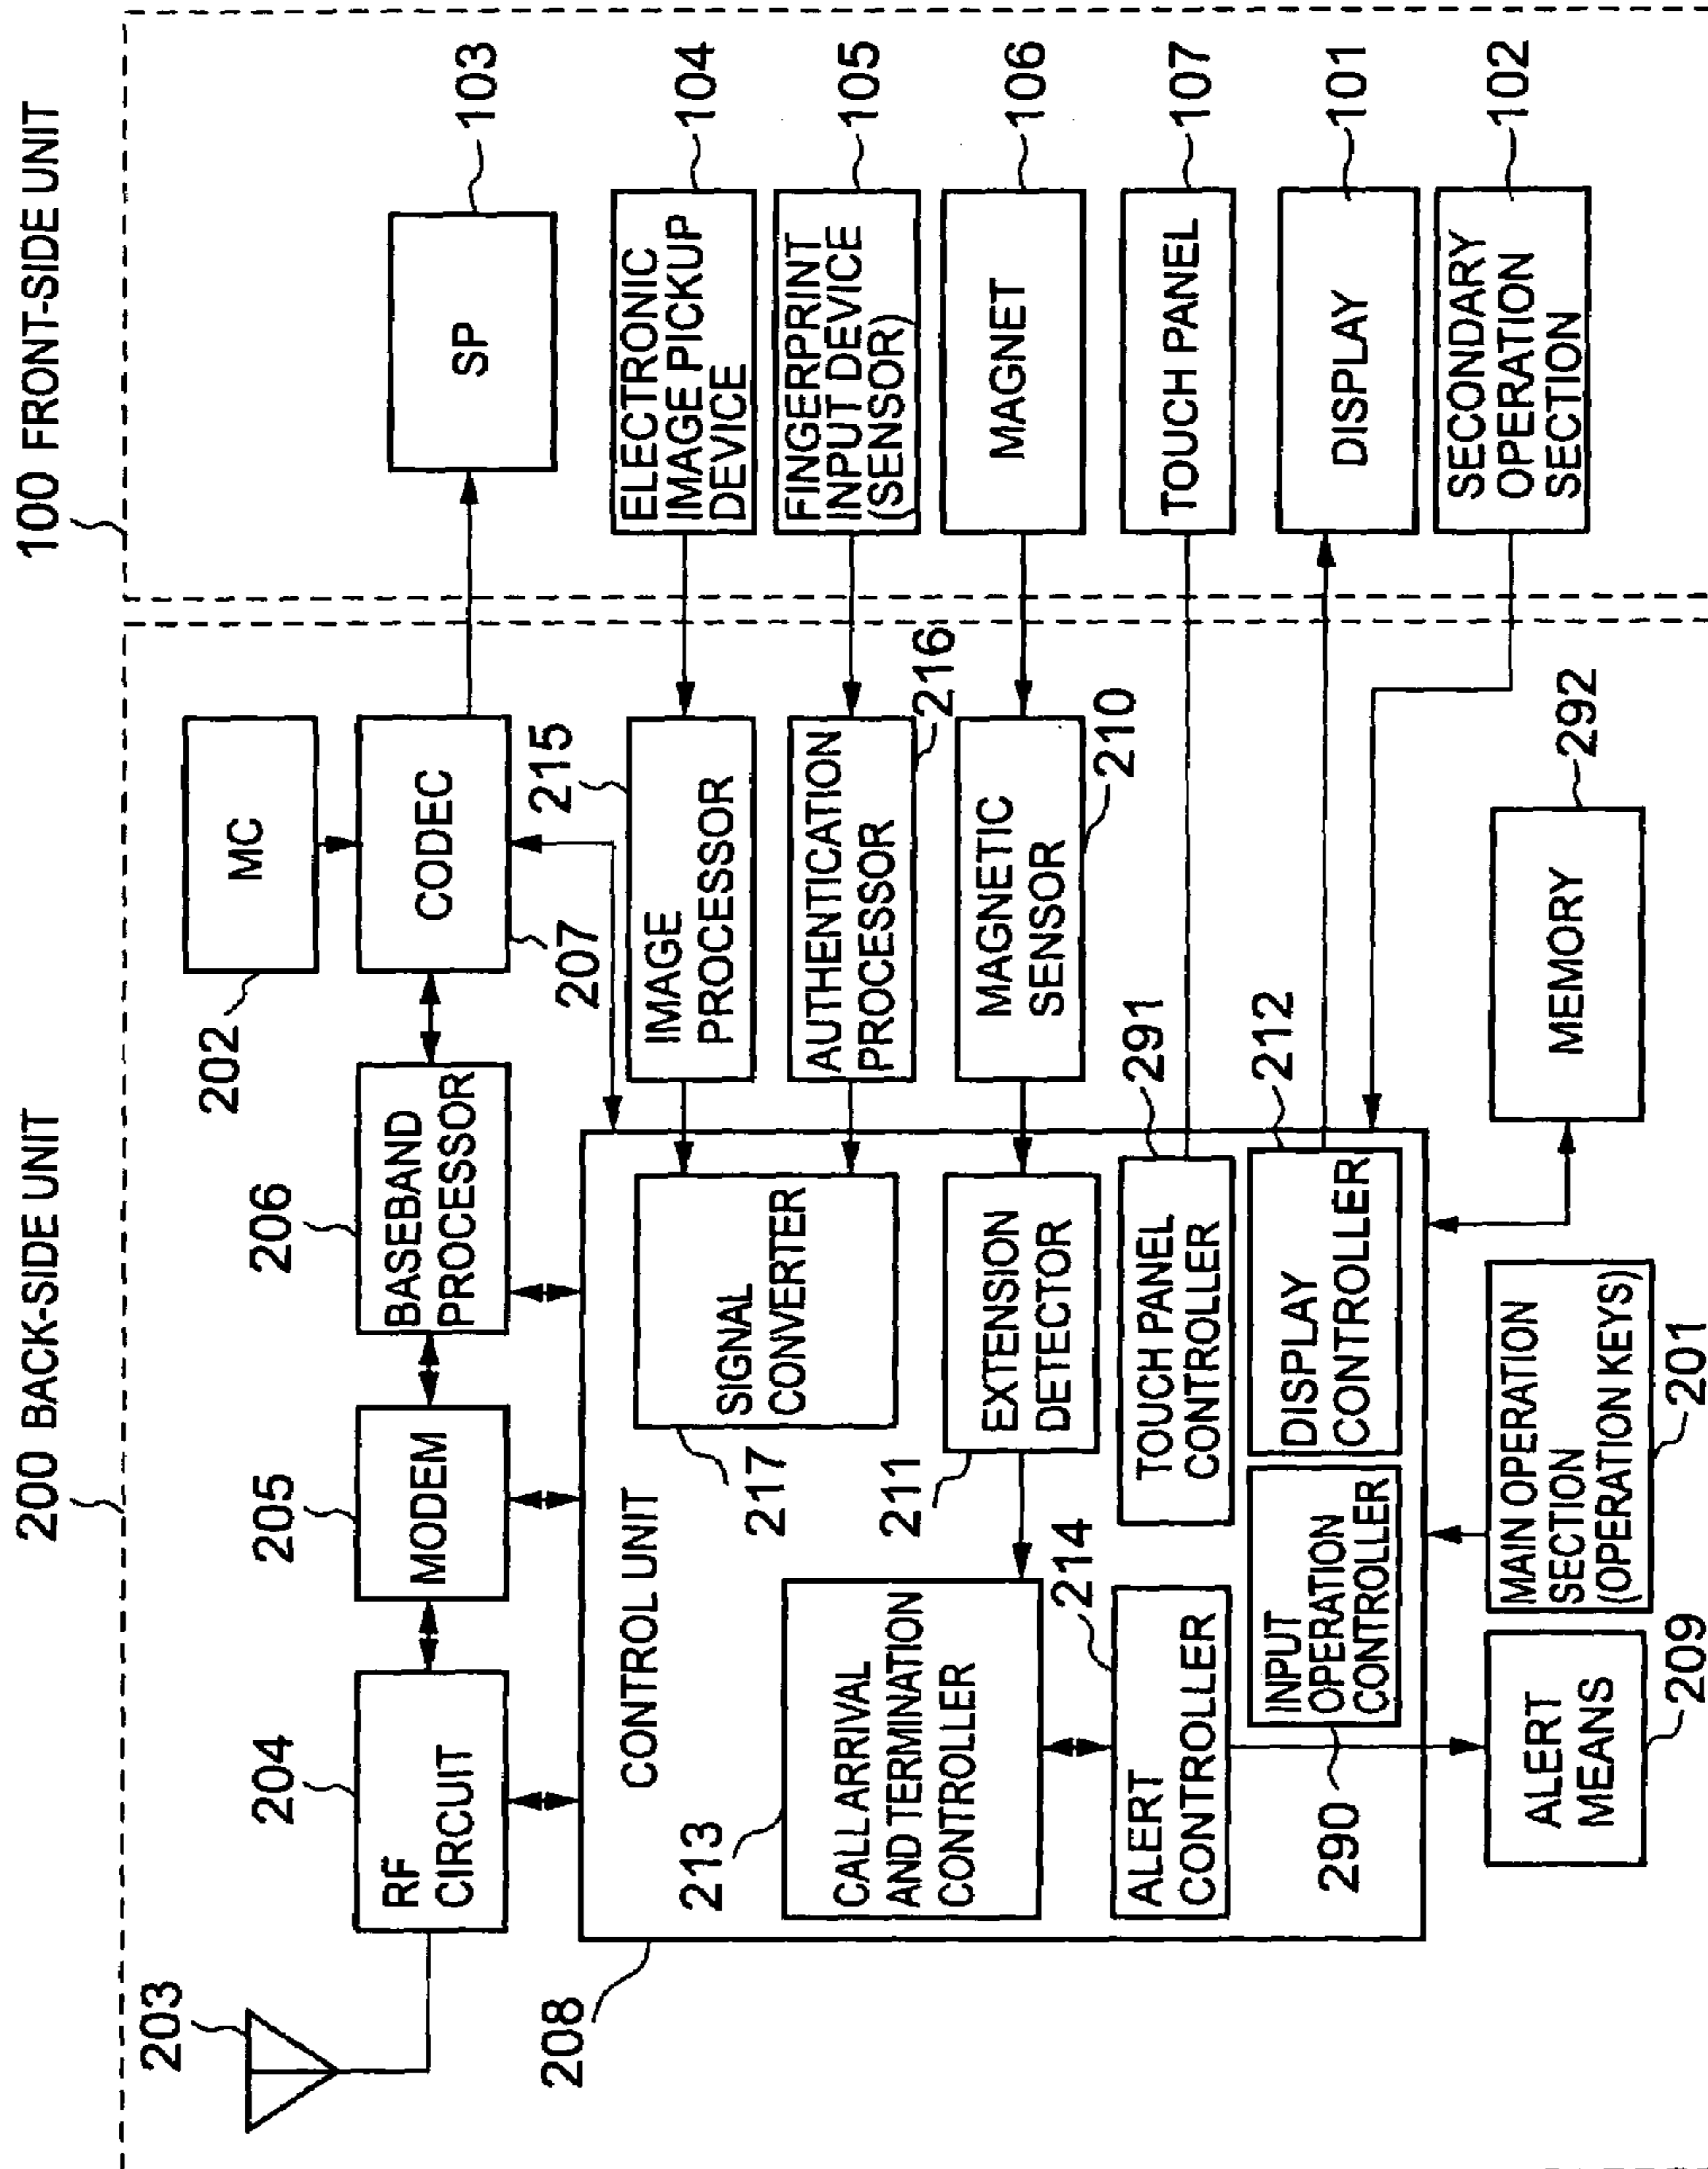 200 BACK-SIDE UNIT
100 FRONT-SIDE UNIT
203
204
RF
CIRCUIT
205
MODEM
206
BASEBAND
PROCESSOR
202
MC
CODEC
207
SP
103
208
CONTROL UNIT
215
IMAGE
PROCESSOR
ELECTRONIC
IMAGE PICKUP
DEVICE
104
217
SIGNAL
CONVERTER
AUTHENTICATION
PROCESSOR
216
FINGERPRINT
INPUT DEVICE
(SENSOR)
105
213
CALL ARRIVAL
AND TERMINATION
CONTROLLER
211
EXTENSION
DETECTOR
MAGNETIC
SENSOR
210
MAGNET
106
214
ALERT
CONTROLLER
291
TOUCH PANEL
CONTROLLER
TOUCH PANEL
107
290
INPUT
OPERATION
CONTROLLER
212
DISPLAY
CONTROLLER
DISPLAY
101
SECONDARY
OPERATION
SECTION
102
ALERT
MEANS
209
MAIN OPERATION
SECTION
(OPERATION KEYS)
201
MEMORY
292